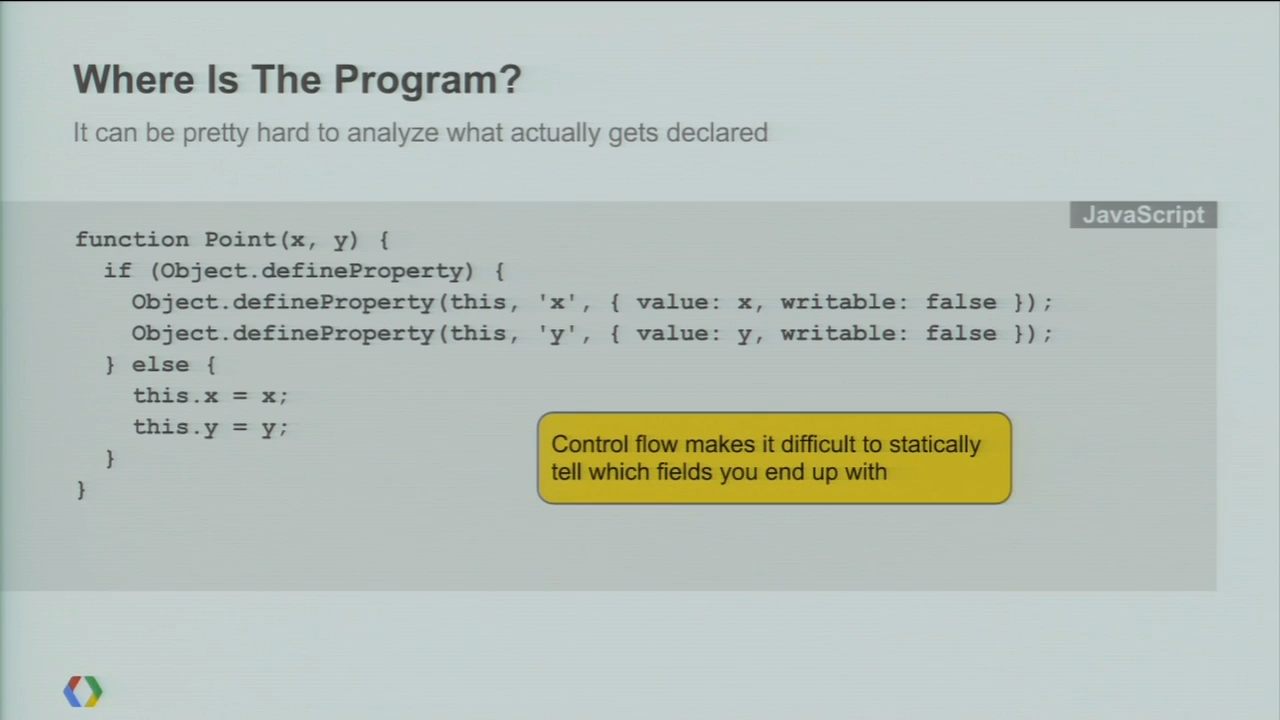 Where Is The Program?
It can be pretty hard to analyze what actually gets declared
JavaScript
function Point(x, y) {
  if (Object.defineProperty) {
    Object.defineProperty(this, 'x', { value: x, writable: false });
    Object.defineProperty(this, 'y', { value: y, writable: false });
  } else {
    this.x = x;
    this.y = y;
  }
}
Control flow makes it difficult to statically
tell which fields you end up with